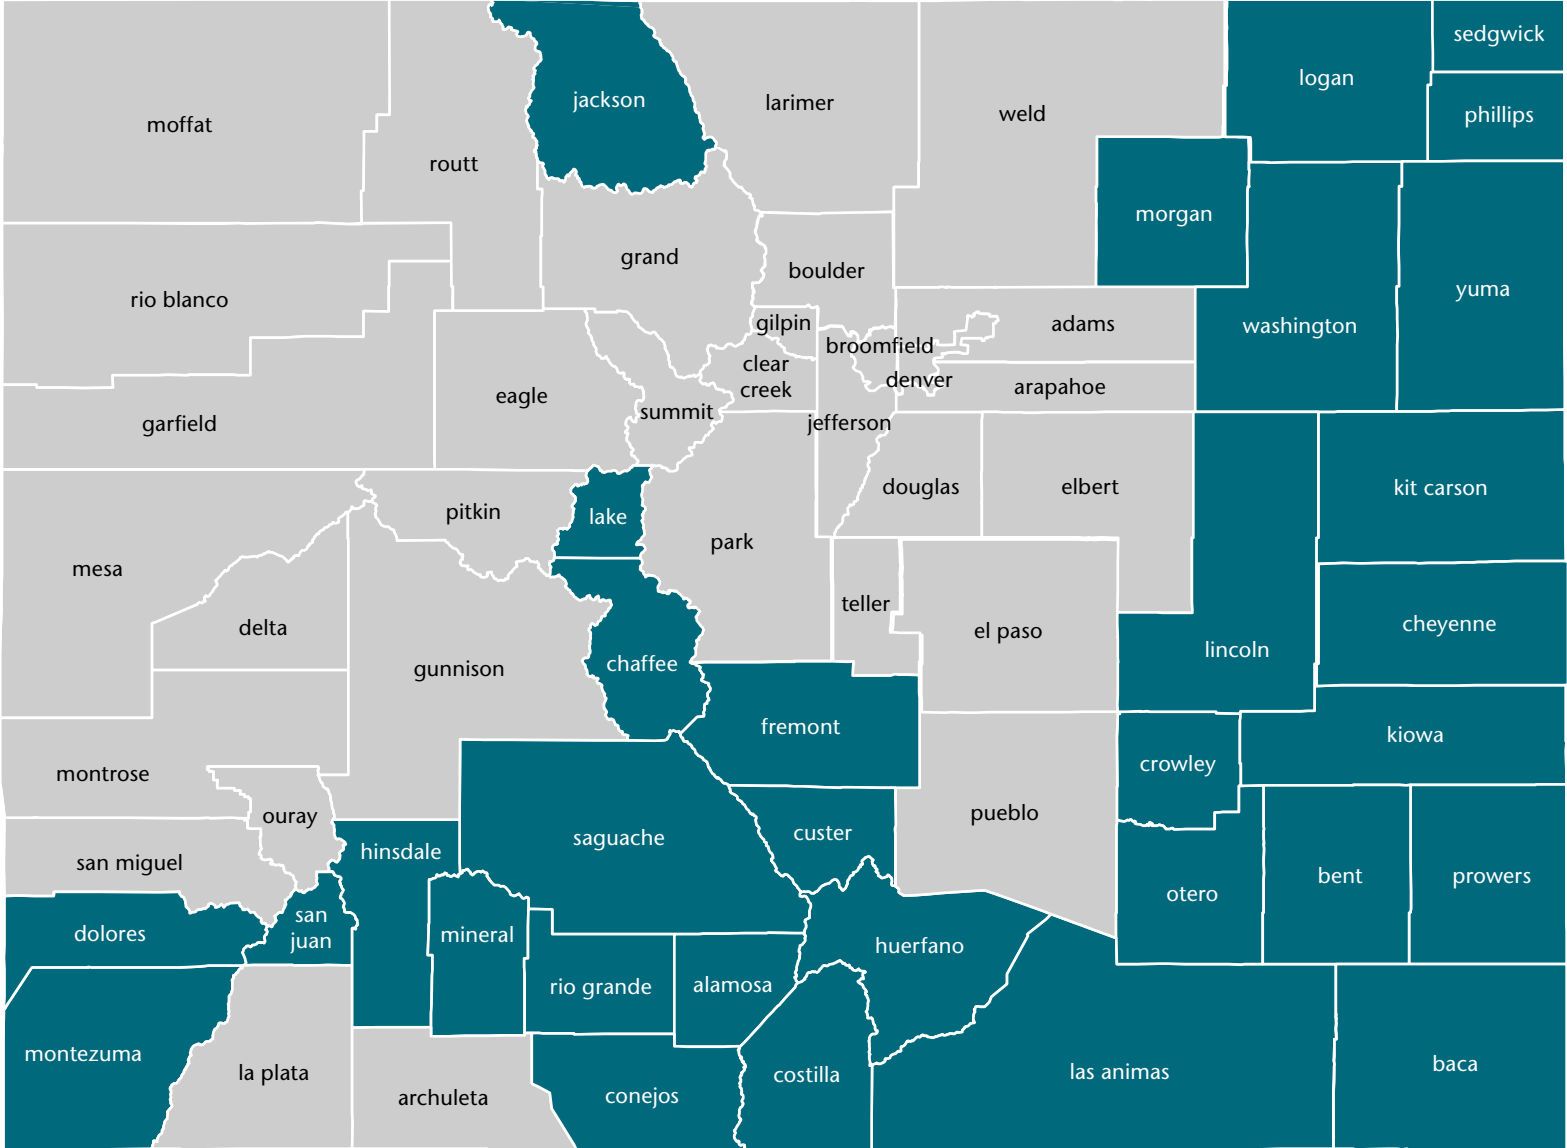 sedgwick
logan
jackson
larimer
weld
phillips
moffat
routt
morgan
grand
boulder
yuma
rio blanco
gilpin
adams
washington
broomfield
clear
creek
denver
arapahoe
eagle
summit
garfield
jefferson
douglas
elbert
kit carson
pitkin
lake
park
mesa
teller
delta
el paso
cheyenne
lincoln
gunnison
chaffee
fremont
kiowa
crowley
montrose
ouray
pueblo
custer
saguache
hinsdale
san miguel
bent
prowers
otero
san
juan
dolores
mineral
huerfano
rio grande
alamosa
montezuma
la plata
costilla
las animas
baca
archuleta
conejos